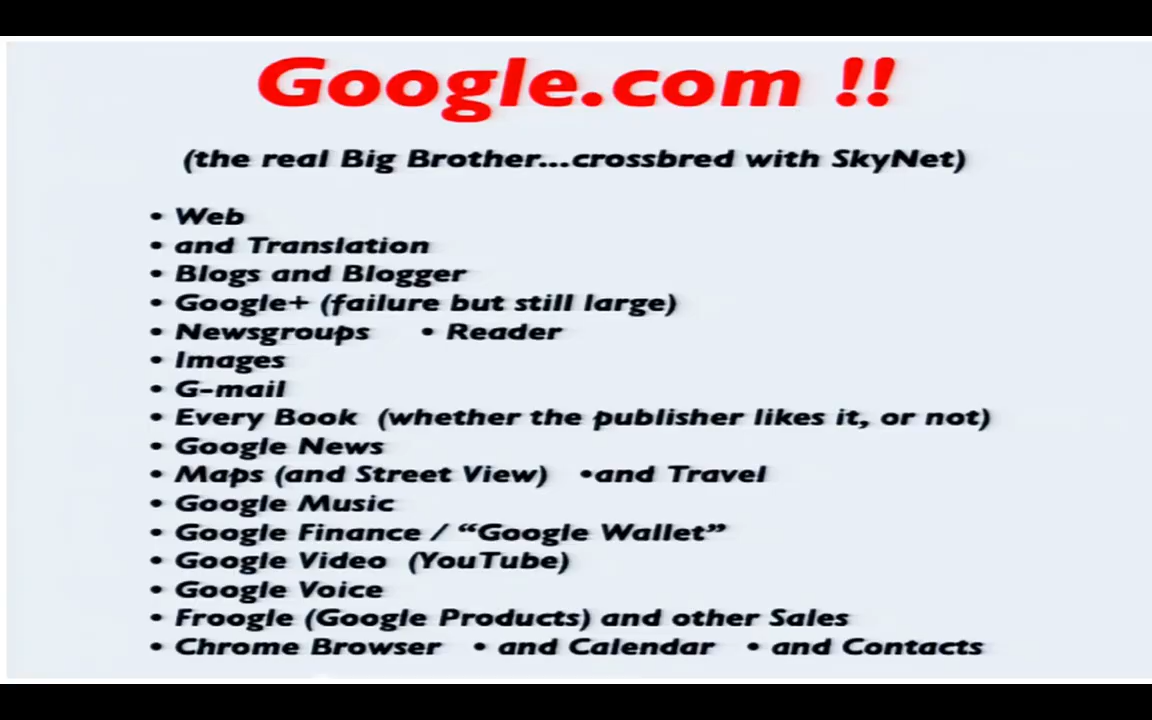 Google.com !!
(the real Big Brother...crossbred with SkyNet)
• Web
• and Translation
• Blogs and Blogger
• Google+ (failure but still large)
• Newsgroups • Reader
• Images
• G-mail
• Every Book (whether the publisher likes it, or not)
• Google News
• Maps (and Street View) •and Travel
• Google Music
• Google Finance / “Google Wallet”
• Google Video (YouTube)
• Google Voice
• Froogle (Google Products) and other Sales
• Chrome Browser • and Calendar • and Contacts